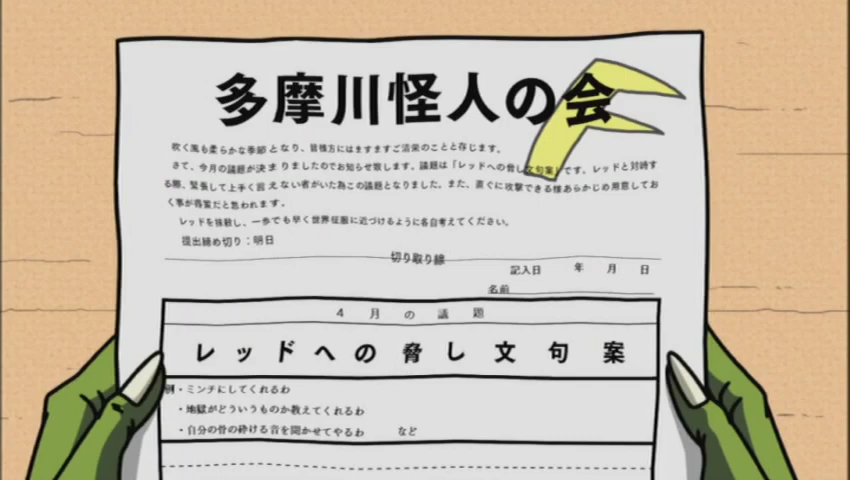 多摩川怪人の会
吹く風も柔らかな季節となり、皆様方にはますますご清栄のことと存じます。
さて、今月の議題が決まりましたのでお知らせ致します。議題は「レッドへの脅し文句案」です。レッドと対峙す
る際、緊張して上手く言えない者がいた為この議題となりました。また、直ぐに攻撃できる様あらかじめ用意してお
く事が得策だと思われます。
レッドを抹殺し、一歩でも早く世界征服に近づけるように各自考えてください。
提出締め切り：明日
切り取り線
記入日 年 月 日
名前
4月の議題
レッドへの脅し文句案
例・ミンチにしてくれるわ
・地獄がどういうものか教えてくれるわ
・自分の骨の砕ける音を聞かせてやるわ など